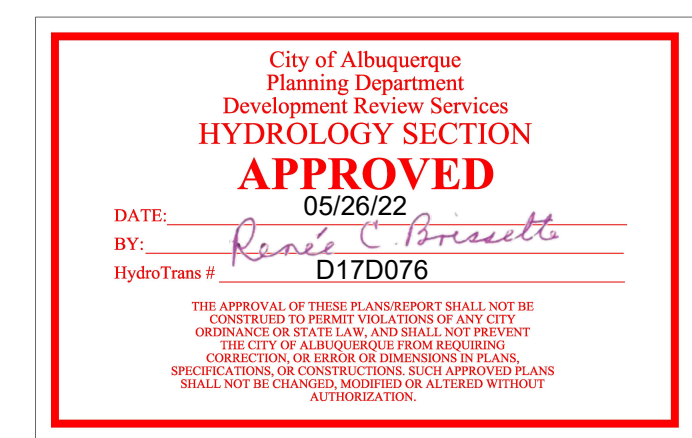 City of Albuquerque
Planning Department
Development Review Services
HYDROLOGY SECTION
APPROVED
DATE: 05/26/22
BY: Renée C. Brissette
HydroTrans # D17D076
THE APPROVAL OF THESE PLANS/REPORT SHALL NOT BE
CONSTRUED TO PERMIT VIOLATIONS OF ANY CITY
ORDINANCE OR STATE LAW, AND SHALL NOT PREVENT
THE CITY OF ALBUQUERQUE FROM REQUIRING
CORRECTION, OR ERROR OR DIMENSIONS IN PLANS,
SPECIFICATIONS, OR CONSTRUCTIONS. SUCH APPROVED PLANS
SHALL NOT BE CHANGED, MODIFIED OR ALTERED WITHOUT
AUTHORIZATION.